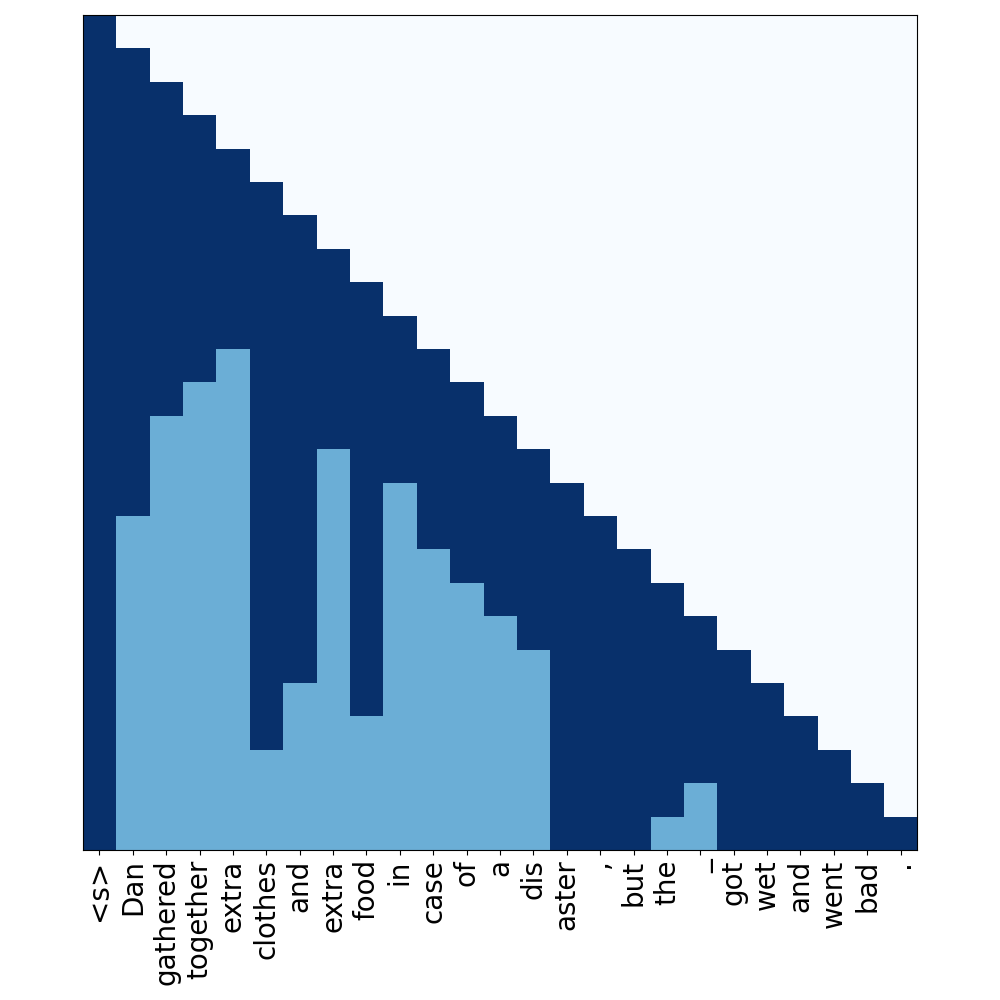 <s>
Dan
gathered
together
extra
clothes
and
extra
food
in
case
of
a
dis
aster
,
but
the
_
got
wet
and
went
bad
.